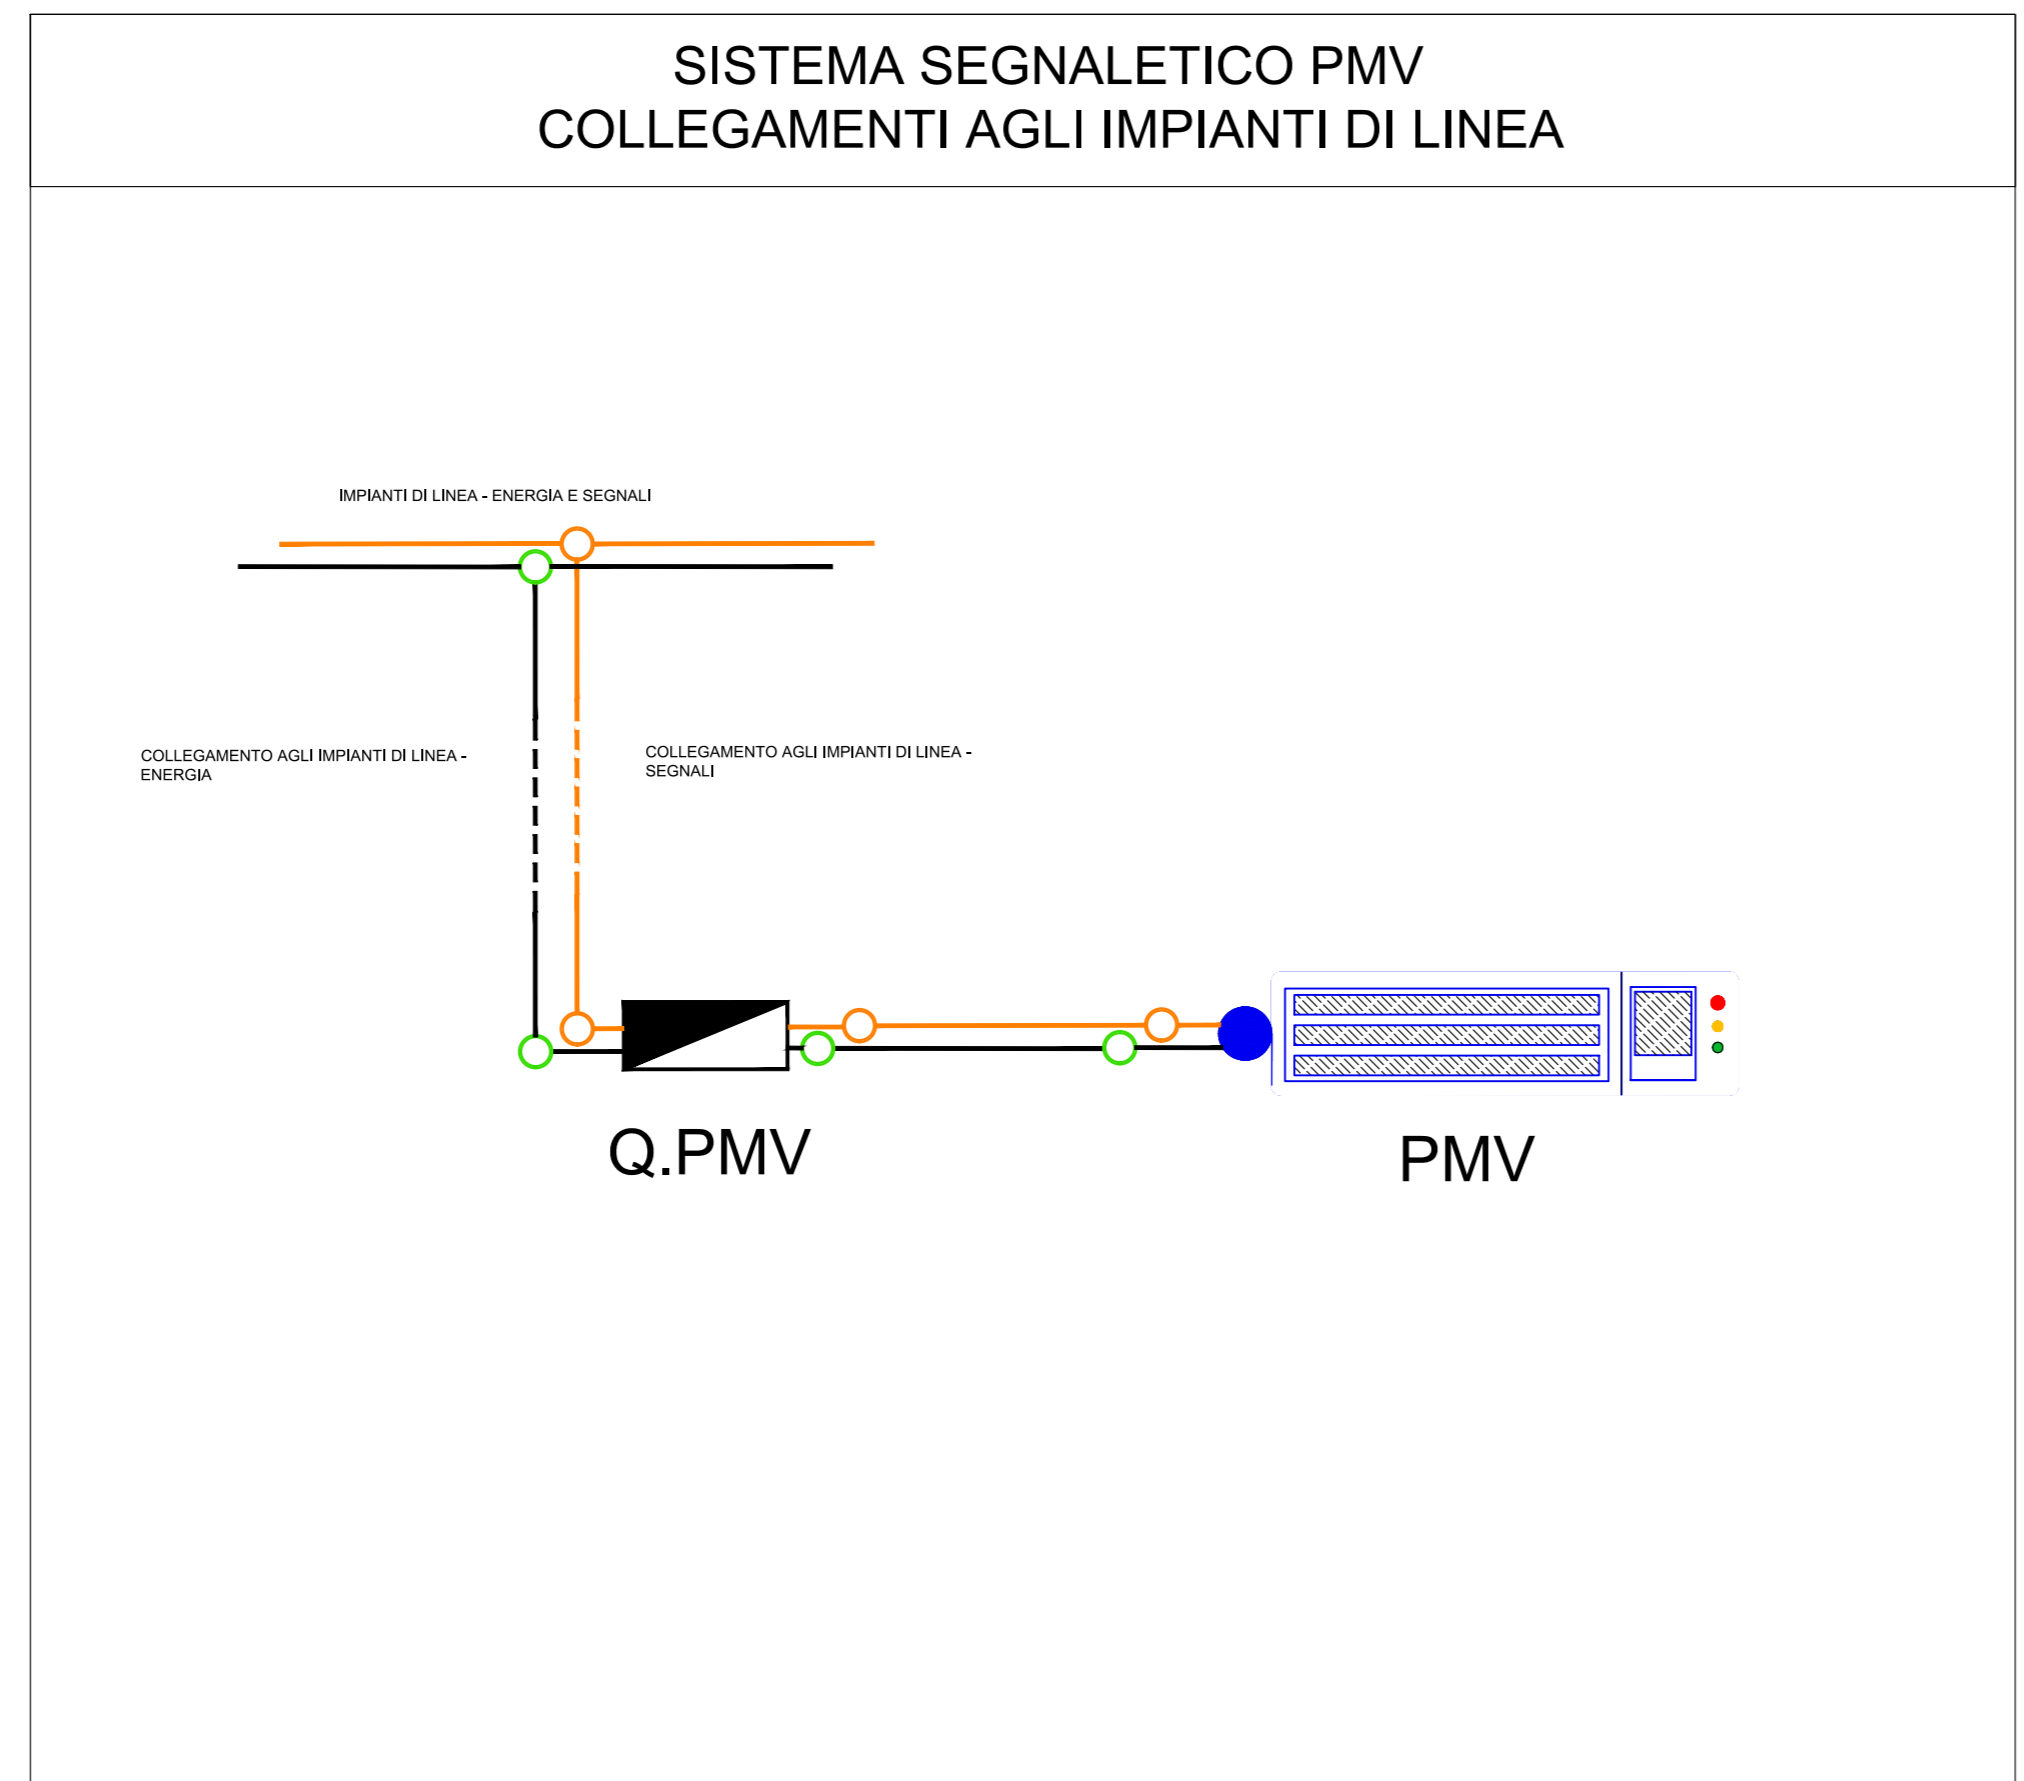 SISTEMA SEGNALETICO PMV
COLLEGAMENTI AGLI IMPIANTI DI LINEA
IMPIANTI DI LINEA - ENERGIA E SEGNALI
COLLEGAMENTO AGLI IMPIANTI DI LINEA -
ENERGIA
COLLEGAMENTO AGLI IMPIANTI DI LINEA -
SEGNALI
Q.PMV
PMV